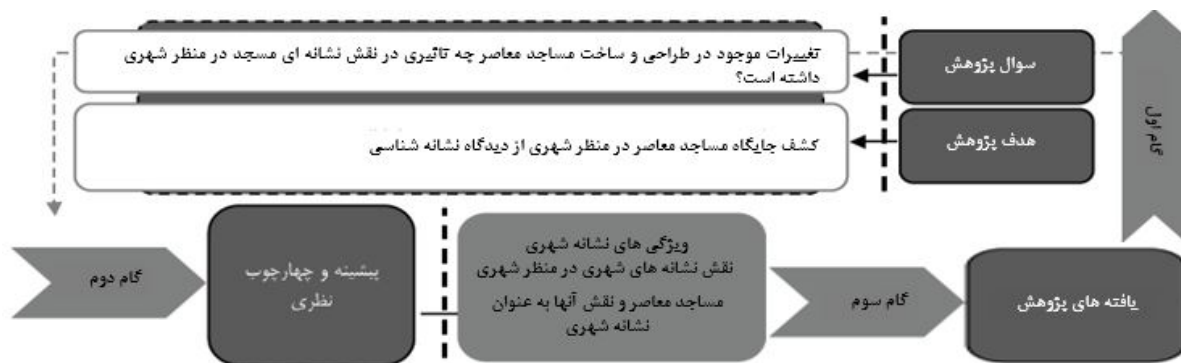 سوال پژوهش
تغییرات موجود در طراحی و ساخت مساجد معاصر چه تاثیری در نقش نشانه ای مسجد در منظر شهری
داشته است؟
هدف پژوهش
کشف جایگاه مساجد معاصر در منظر شهری از دیدگاه نشانه شناسی
گام اول
گام دوم
پیشینه و چهارچوب
نظری
ویژگی های نشانه شهری
نقش نشانه های شهری در منظر شهری
مساجد معاصر و نقش آنها به عنوان
نشانه شهری
گام سوم
یافته های پژوهش